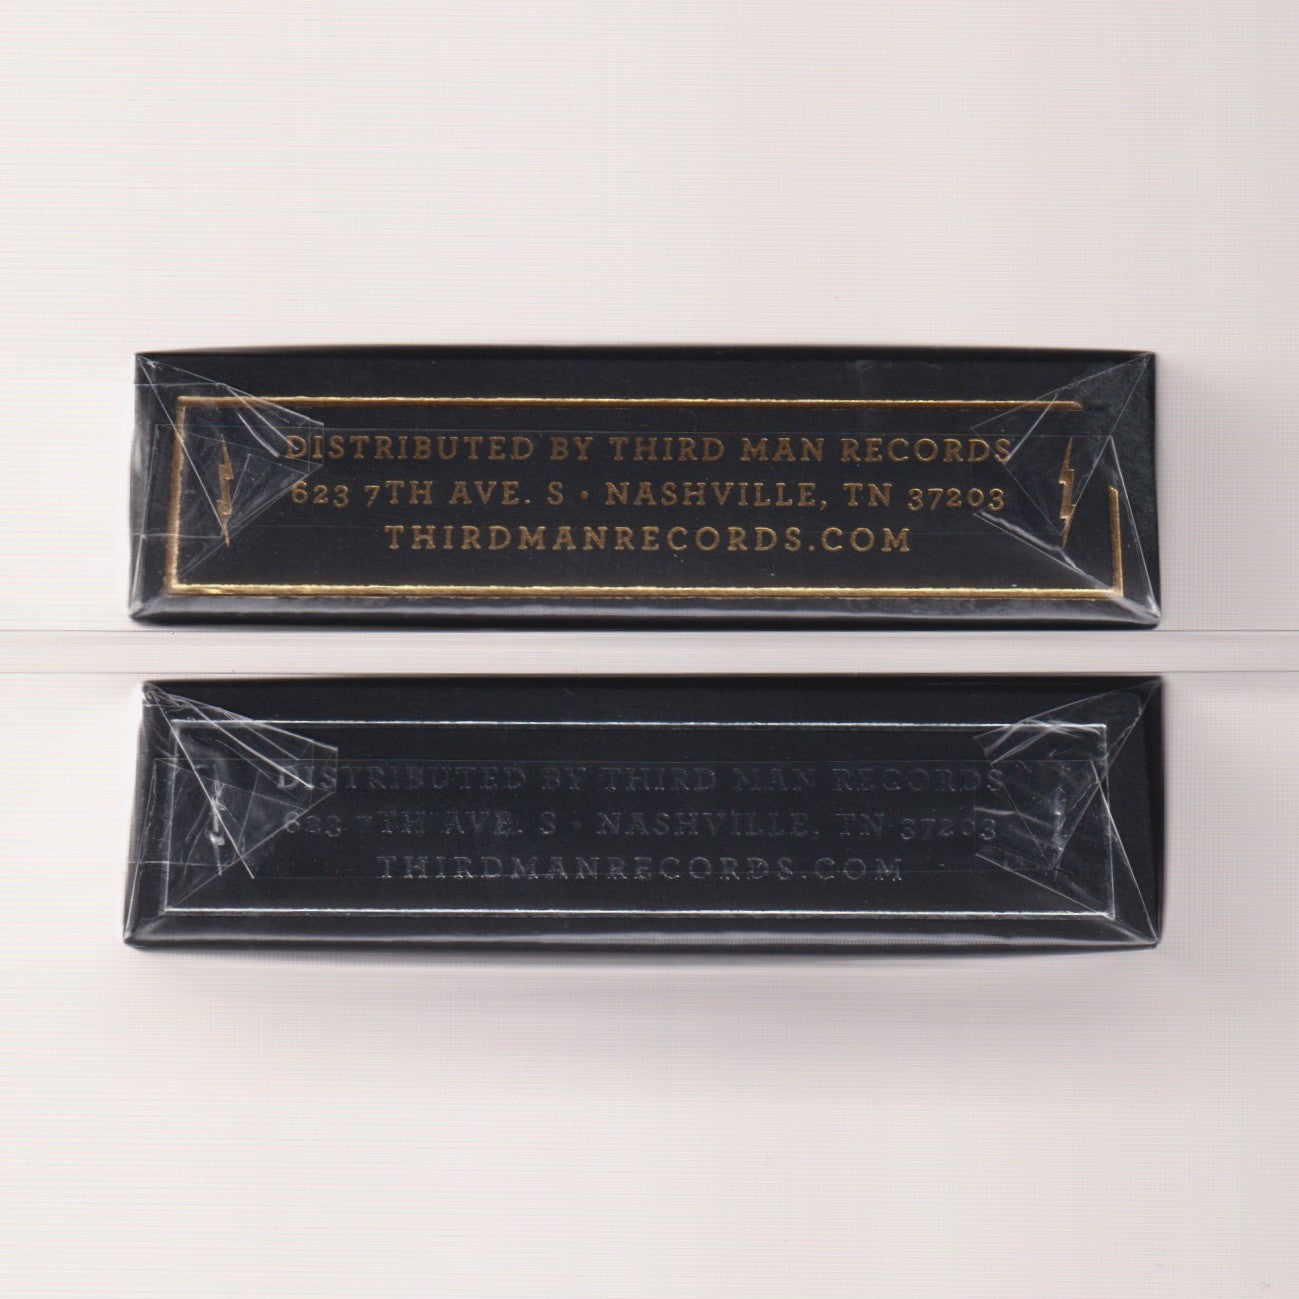 DISTRIBUTED BY THIRD MAN RECORDS
623 7TH AVE. S • NASHVILLE, TN 37203
THIRDMANRECORDS.COM
DISTRIBUTED BY THIRD MAN RECORDS
623 7TH AVE. S • NASHVILLE, TN 37203
THIRDMANRECORDS.COM